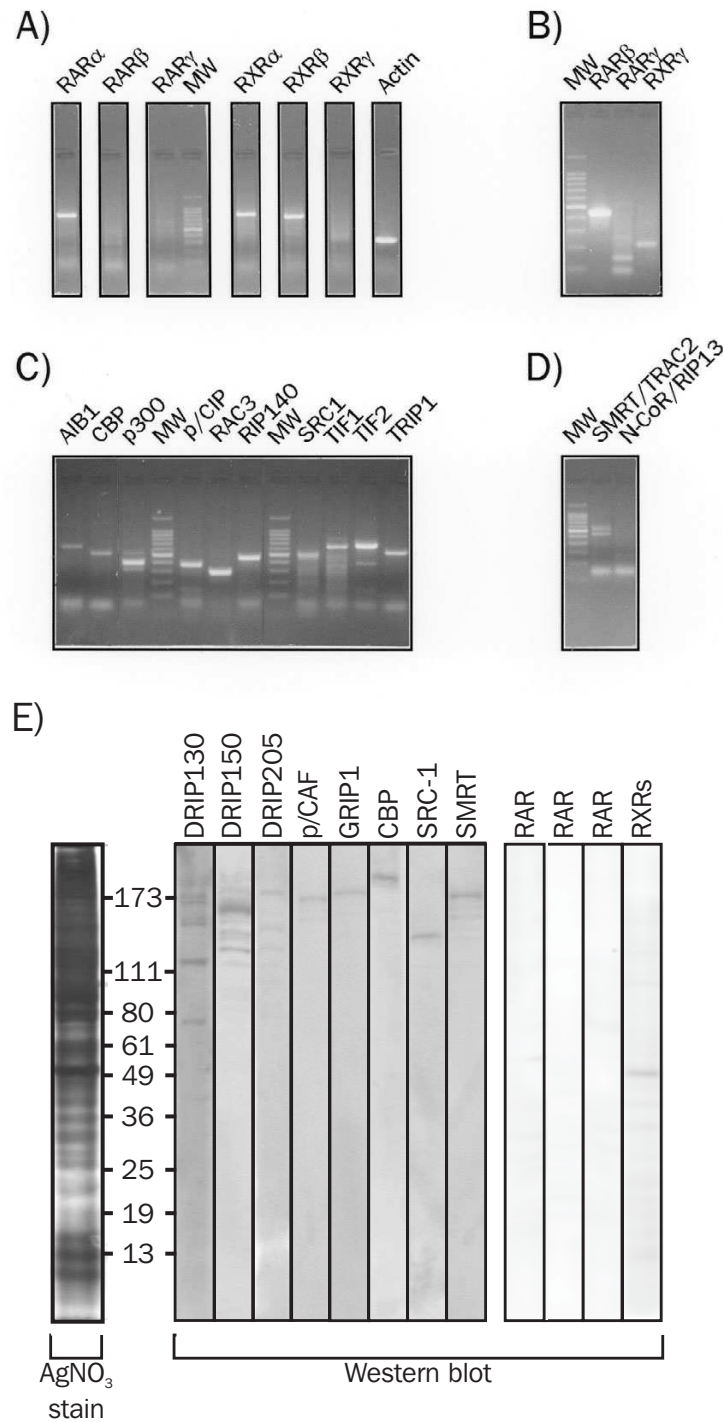 A)
RARα RARβ RARγ MW RXRα RXRβ RXRγ Actin
B)
MW RARβ RARγ RXRγ
C)
AIB1 CBP p300 MW p/CIP RAC3 RIP140 MW SRC1 TIF1 TIF2 TRIP1
D)
MW SMRT/TRAC2 N-CoR/RIP13
E)
DRIP130 DRIP150 DRIP205 p/CAF GRIP1 CBP SRC-1 SMRT RAR RAR RAR RXRs
173
111
80
61
49
36
25
19
13
AgNO₃
stain
Western blot